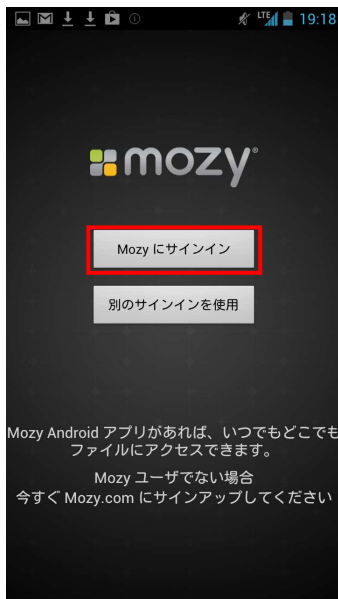 LTE 19:18
mozy®
Mozy にサインイン
別のサインインを使用
Mozy Android アプリがあれば、いつでもどこでも
ファイルにアクセスできます。
Mozy ユーザでない場合
今すぐ Mozy.com にサインアップしてください